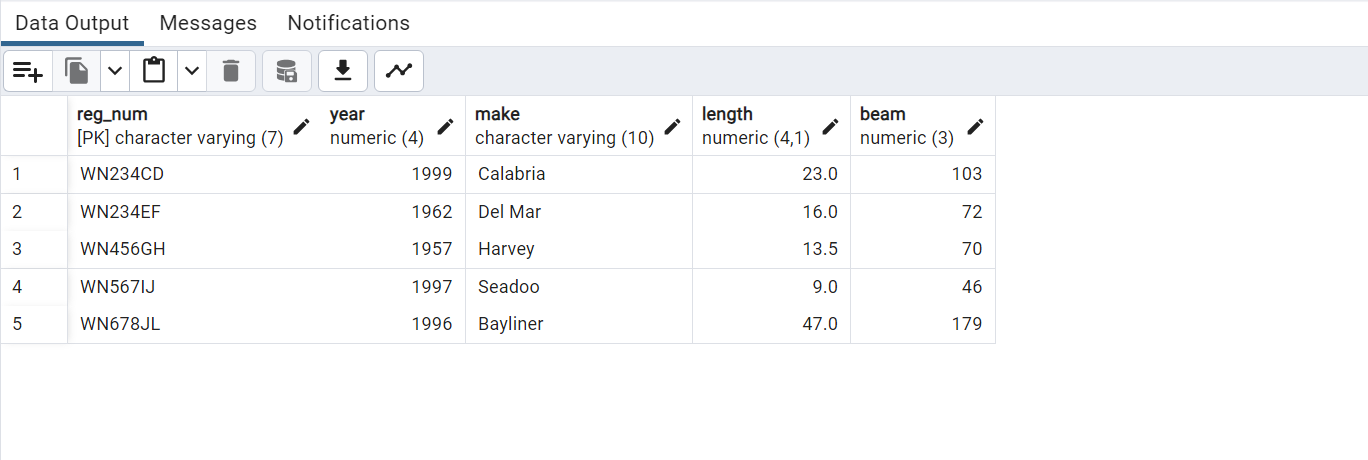 Data Output Messages Notifications
reg_num year make length beam
[PK] character varying (7) numeric (4) character varying (10) numeric (4,1) numeric (3)
1 WN234CD 1999 Calabria 23.0 103
2 WN234EF 1962 Del Mar 16.0 72
3 WN456GH 1957 Harvey 13.5 70
4 WN567IJ 1997 Seadoo 9.0 46
5 WN678JL 1996 Bayliner 47.0 179